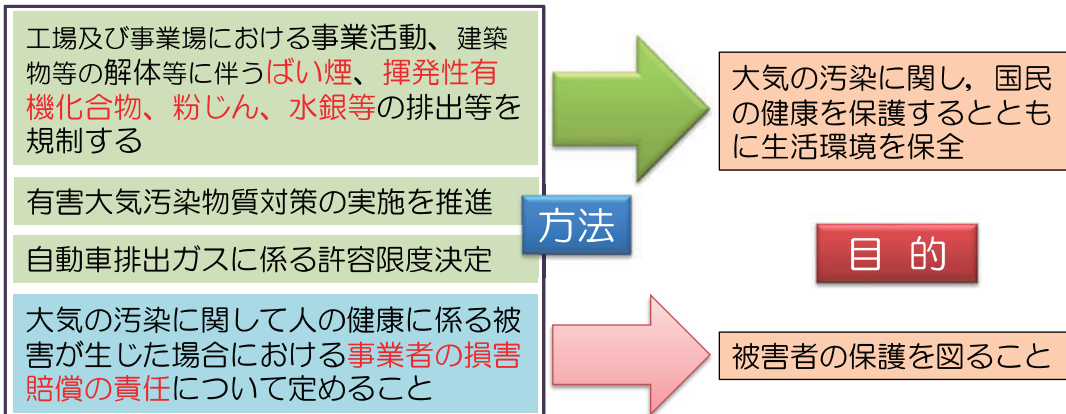 工場及び事業場における事業活動、建築
物等の解体等に伴うばい煙、揮発性有
機化合物、粉じん、水銀等の排出等を
規制する
有害大気汚染物質対策の実施を推進
自動車排出ガスに係る許容限度決定
大気の汚染に関して人の健康に係る被
害が生じた場合における事業者の損害
賠償の責任について定めること
方法
大気の汚染に関し，国民
の健康を保護するととも
に生活環境を保全
目 的
被害者の保護を図ること